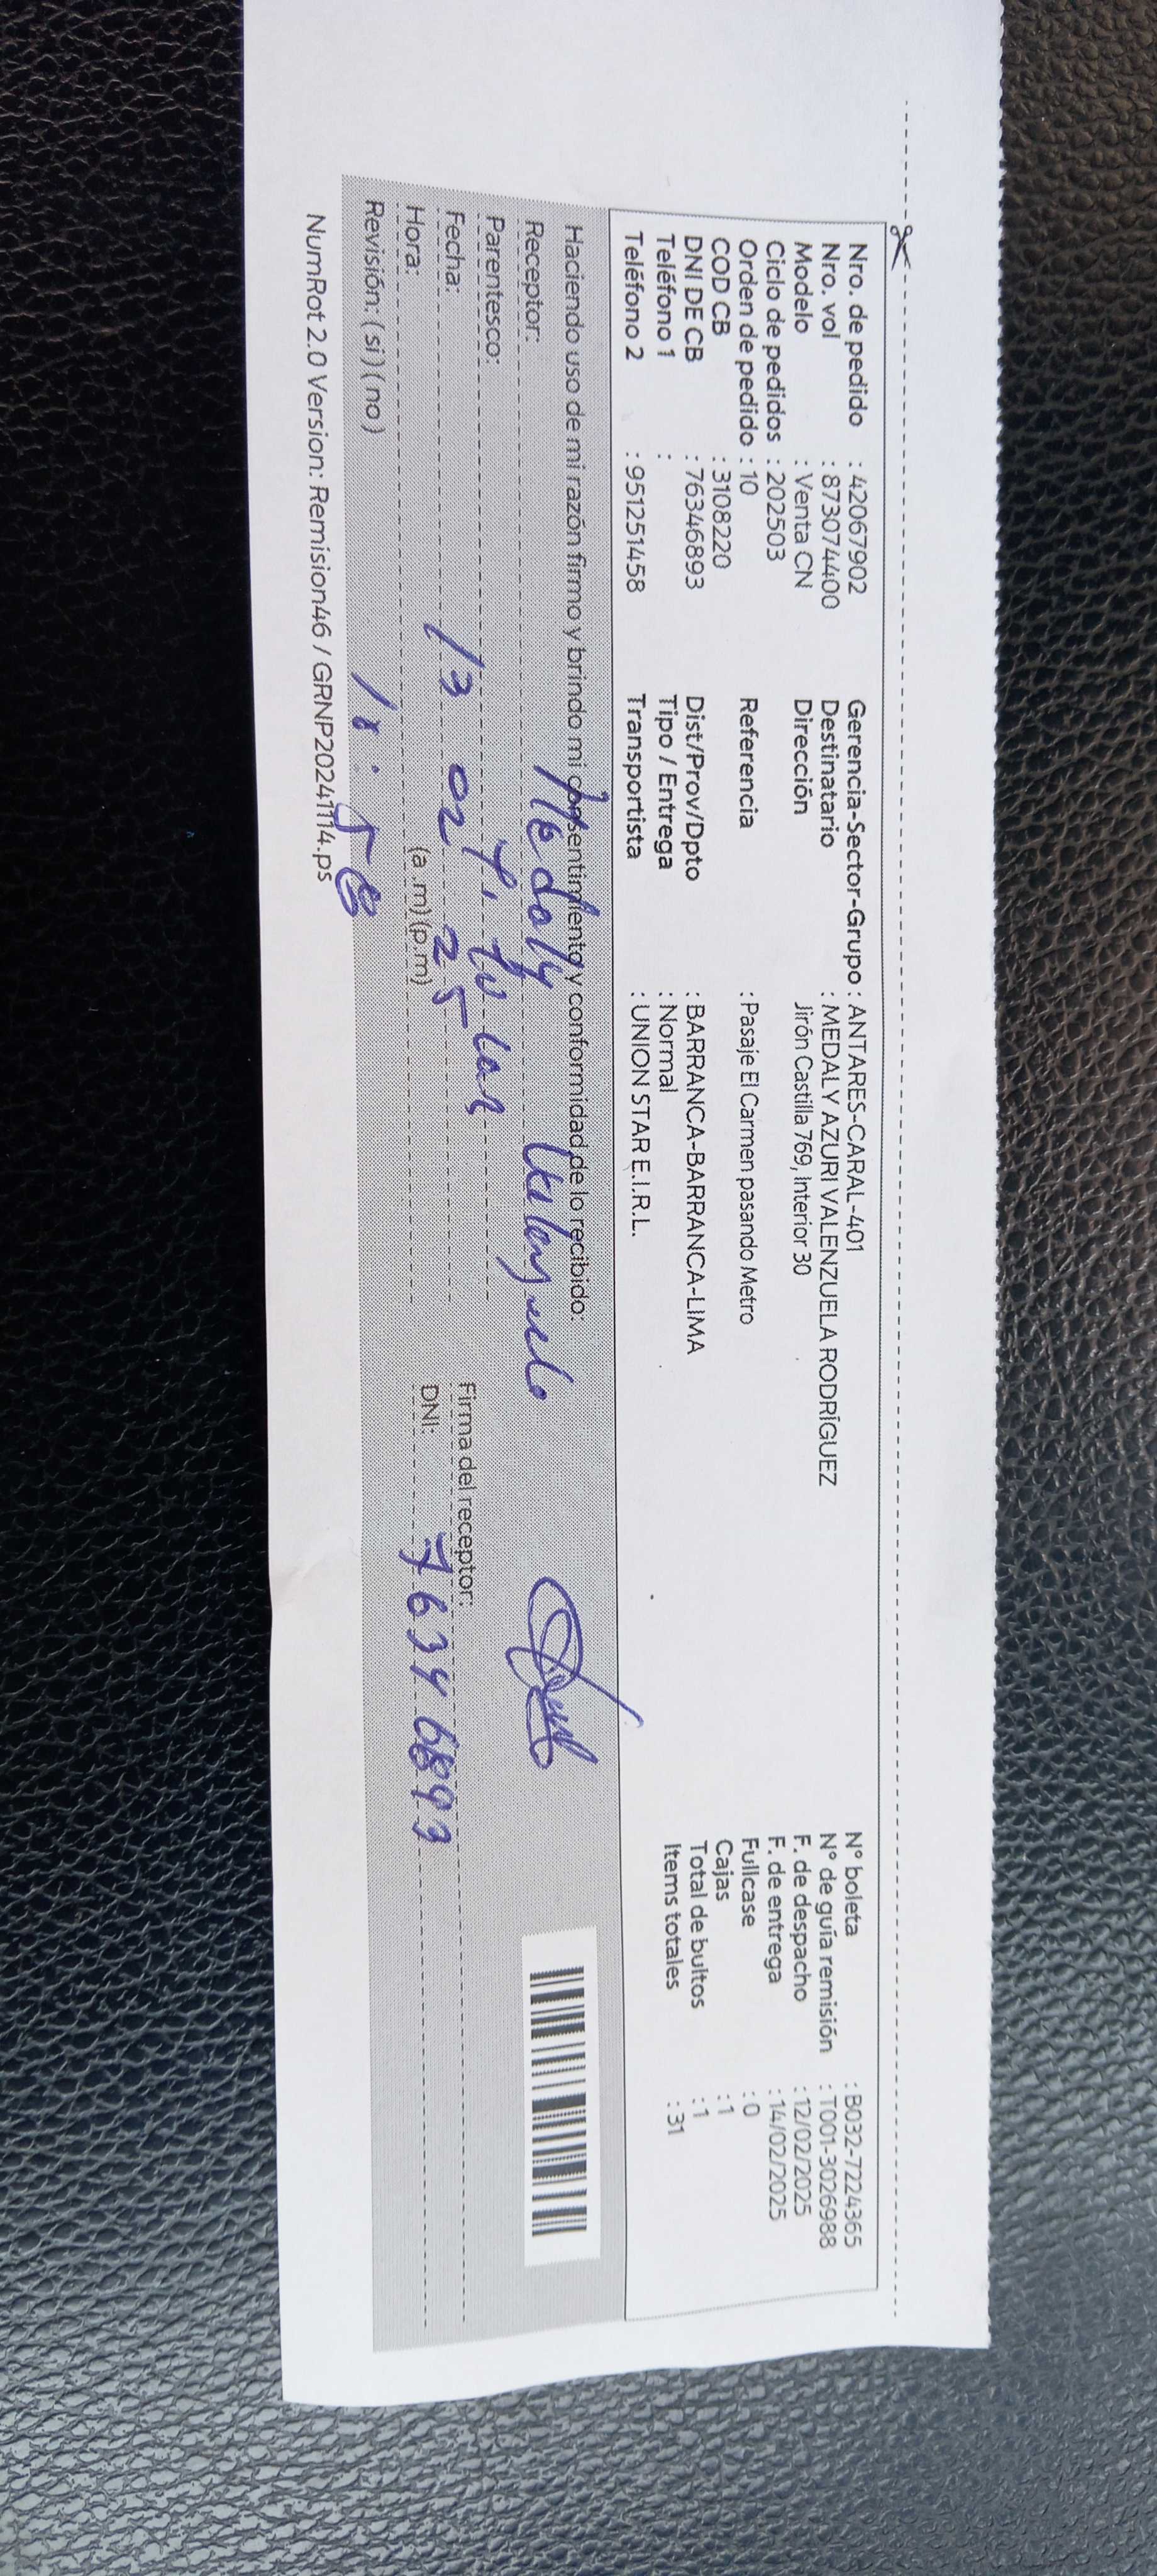 Nro. de pedido : 42067902 Gerencia-Sector-Grupo : ANTARES-CARAL-401 N° boleta : B032-7224365
Nro. vol : 873074400 Destinatario : MEDALY AZURI VALENZUELA RODRÍGUEZ N° de guía remisión : T001-3026988
Modelo : Venta CN Dirección Jirón Castilla 769, Interior 30 F. de despacho : 12/02/2025
Ciclo de pedidos : 202503 F. de entrega : 14/02/2025
Orden de pedido : 10 Referencia : Pasaje El Carmen pasando Metro Fullcase : 0
COD CB : 3108220 Cajas : 1
DNI DE CB : 76346893 Dist/Prov/Dpto : BARRANCA-BARRANCA-LIMA Total de bultos : 1
Teléfono 1 : Tipo / Entrega : Normal Items totales : 31
Teléfono 2 : 951251458 Transportista : UNION STAR E.I.R.L.
Haciendo uso de mi razón firmo y brindo mi consentimiento y conformidad de lo recibido:
Receptor: Medaly Valenzuela
Parentesco: Titular
Fecha: 13 02 25 Firma del receptor:
Hora: (a.m)(p.m) DNI: 76346893
Revisión: (si) (no)
NumRot 2.0 Version: Remision46 / GRNP20241114.ps